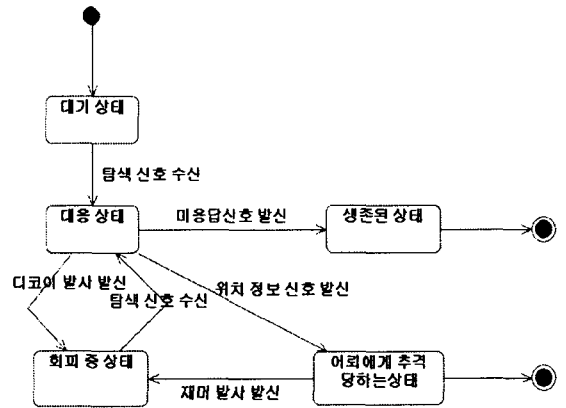 대기 상태
탐색 신호 수신
대응 상태
미응답신호 발신
생존된 상태
디코이 발사 발신
탐색 신호 수신
위치 정보 신호 발신
회피 중 상태
재머 발사 발신
어뢰에게 추격
당하는상태